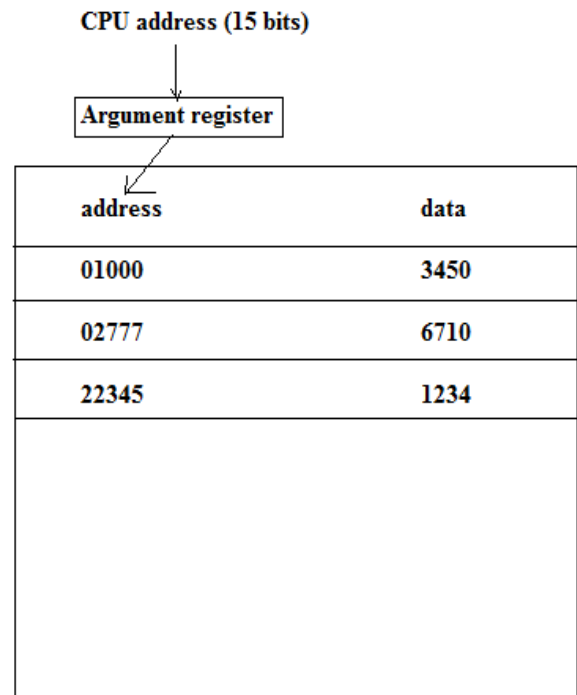 CPU address (15 bits)
Argument register
address data
01000 3450
02777 6710
22345 1234